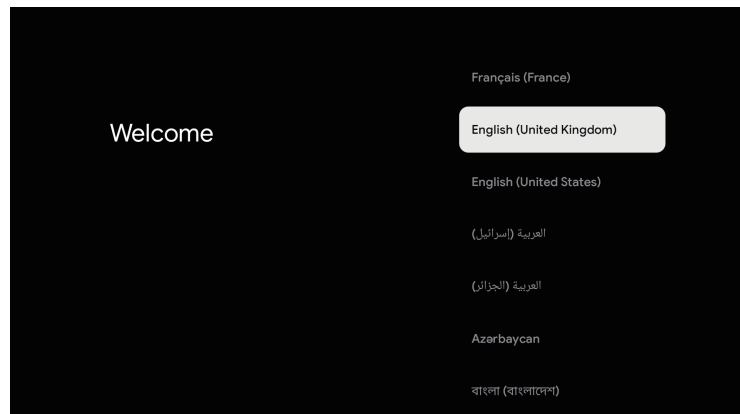 Welcome
Français (France)
English (United Kingdom)
English (United States)
العربية (إسرائيل)
العربية (الجزائر)
Azərbaycan
বাংলা (বাংলাদেশ)